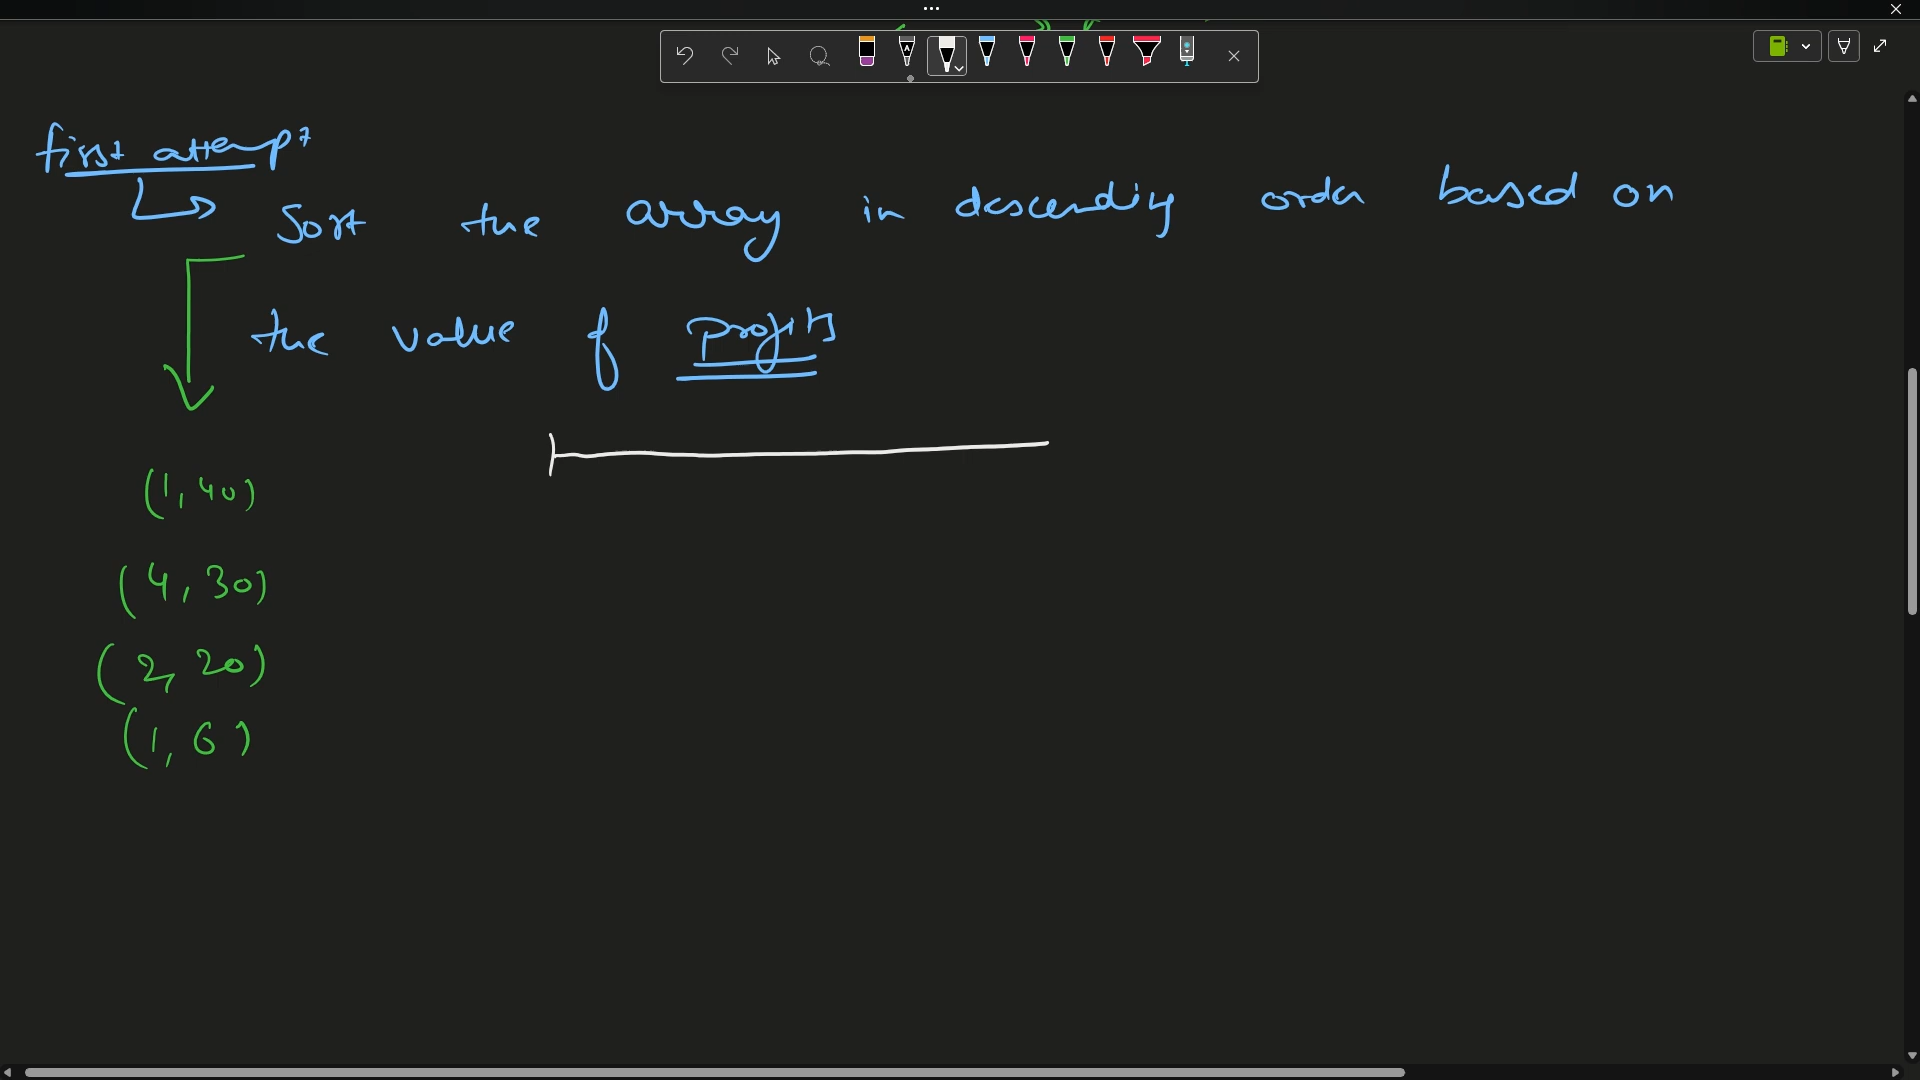 first attempt
Sort the array in descending order based on
the value of profits
(1, 40)
(4, 30)
(2, 20)
(1, 6)